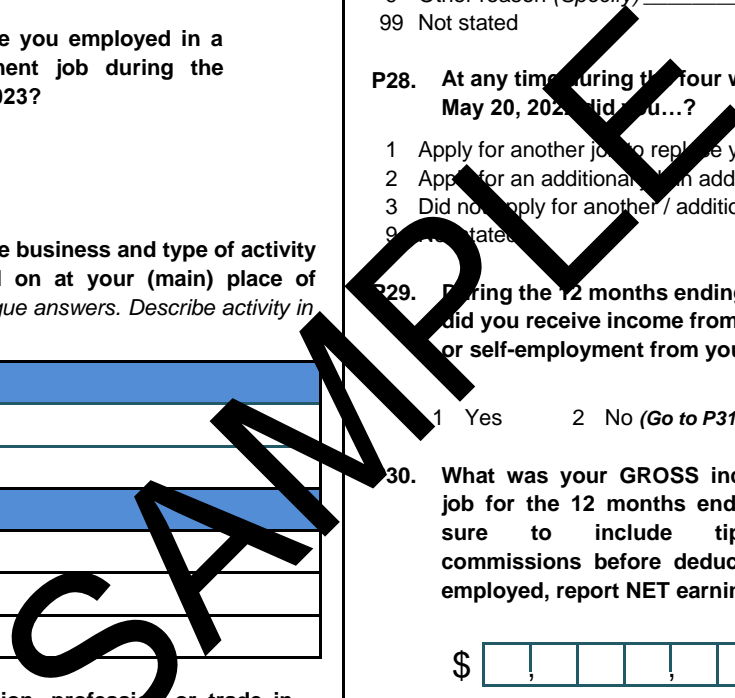 e you employed in a
ment job during the
023?
e business and type of activity
on at your (main) place of
gue answers. Describe activity in
or trade in
Other reason (Specify)
99 Not stated
P28. At any time during the four
May 20, 202 did you…?
1 Apply for another job to replace
2 Apply for an additional in add
3 Did not apply for another / additio
9 Not stated
P29. During the 12 months ending
did you receive income from
or self-employment from you
1 Yes 2 No (Go to P31
P30. What was your GROSS inc
job for the 12 months end
sure to include tip
commissions before deduc
employed, report NET earnin
$ , ,
SAMPLE